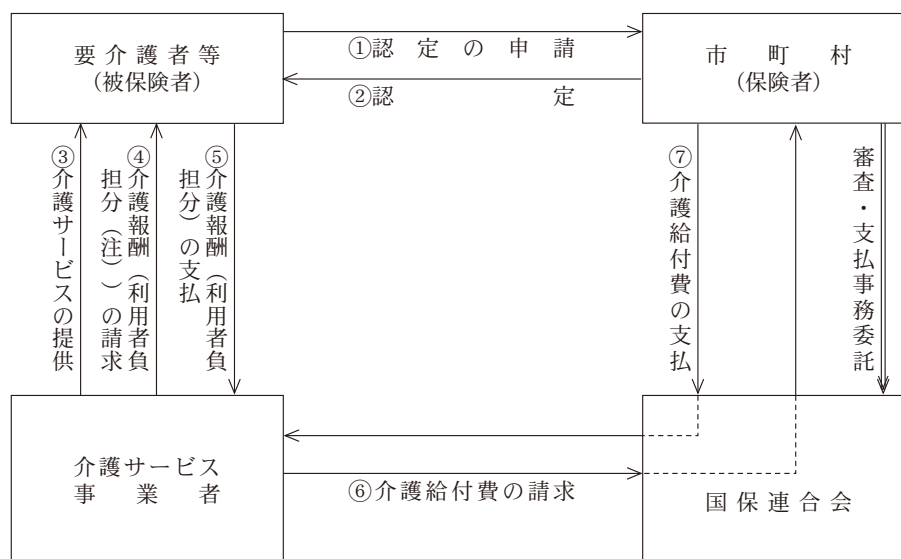 要介護者等
(被保険者)
①認定の申請
②認定
市町村
(保険者)
③介護サービスの提供
④介護報酬(利用者負
担分(注))の請求
⑤介護報酬(利用者負
担分)の支払
⑦介護給付費の支払
審査・支払事務委託
介護サービス
事業者
⑥介護給付費の請求
国保連合会